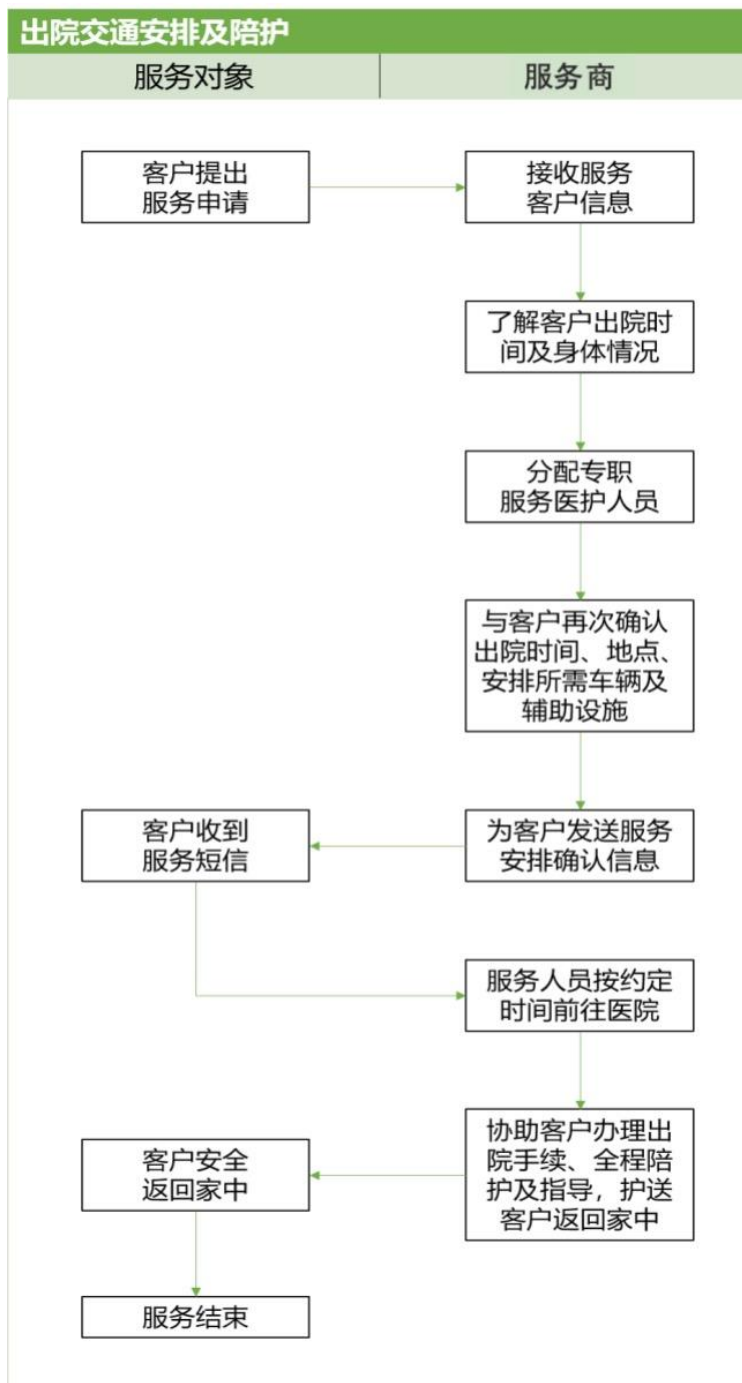 出院交通安排及陪护
服务对象
服务商
客户提出
服务申请
接收服务
客户信息
了解客户出院时
间及身体情况
分配专职
服务医护人员
与客户再次确认
出院时间、地点、
安排所需车辆及
辅助设施
客户收到
服务短信
为客户发送服务
安排确认信息
服务人员按约定
时间前往医院
协助客户办理出
院手续、全程陪
护及指导，护送
客户返回家中
客户安全
返回家中
服务结束